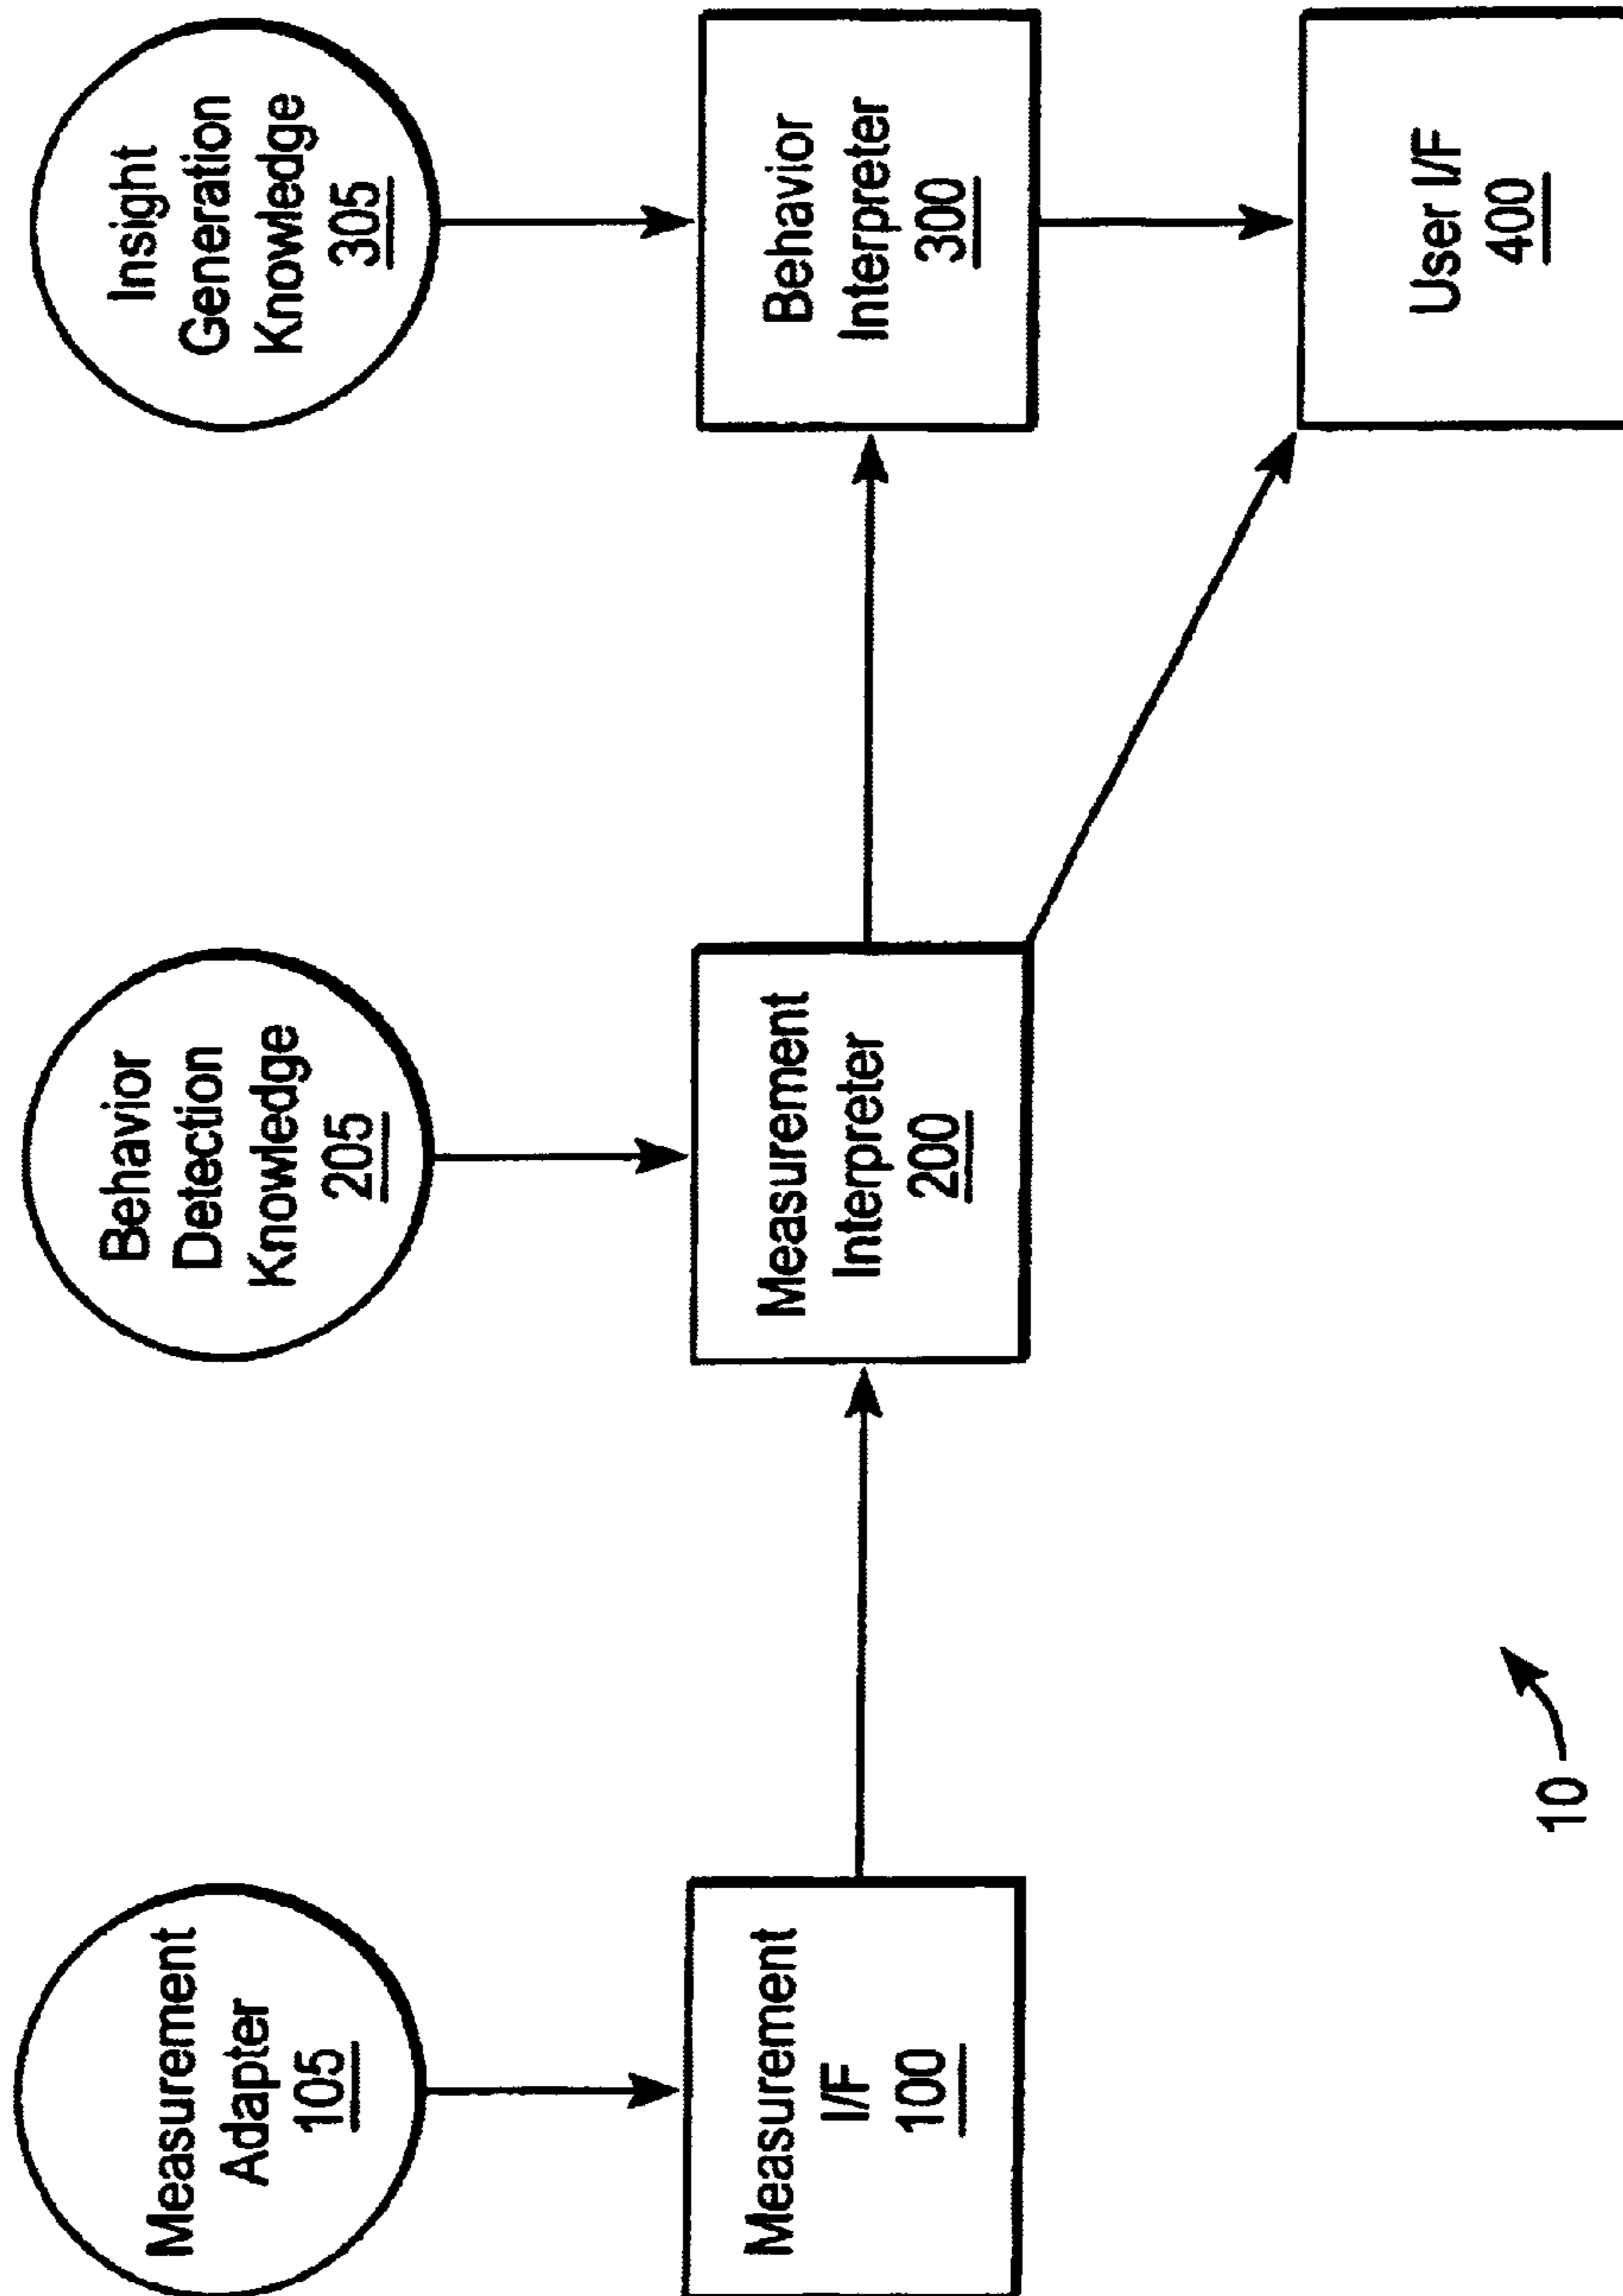 Measurement
Adapter
105
Behavior
Detection
Knowledge
205
Insight
Generation
Knowledge
305
Measurement
I/F
100
Measurement
Interpreter
200
Behavior
Interpreter
300
User I/F
400
10